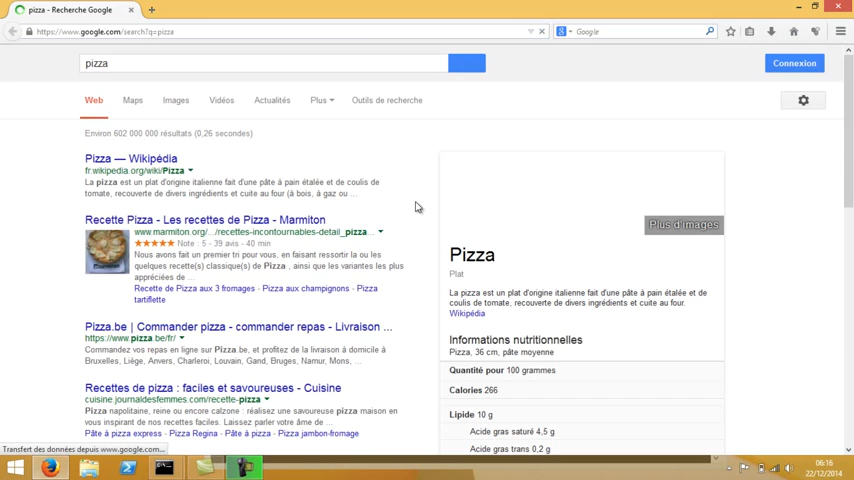 pizza - Recherche Google
https://www.google.com/search?q=pizza
Google
pizza
Connexion
Web Maps Images Vidéos Actualités Plus Outils de recherche
Environ 602 000 000 résultats (0,26 secondes)
Pizza — Wikipédia
fr.wikipedia.org/wiki/Pizza
La pizza est un plat d'origine italienne fait d'une pâte à pain étalée et de coulis de
tomate, recouverte de divers ingrédients et cuite au four (à bois, à gaz ou ...
Recette Pizza - Les recettes de Pizza - Marmiton
www.marmiton.org/.../recettes-incontournables-detail_pizza...
Note : 5 - 39 avis - 40 min
Nous avons fait un premier tri pour vous, en faisant ressortir la ou les
quelques recette(s) classique(s) de Pizza , ainsi que les variantes les plus
appréciées de ...
Recette de Pizza aux 3 fromages - Pizza aux champignons - Pizza
tartiflette
Pizza.be | Commander pizza - commander repas - Livraison ...
https://www.pizza.be/fr/
Commandez vos repas en ligne sur Pizza.be, et profitez de la livraison à domicile à
Bruxelles, Liège, Anvers, Charleroi, Louvain, Gand, Bruges, Namur, Mons, ...
Recettes de pizza : faciles et savoureuses - Cuisine
cuisine.journaldesfemmes.com/recette-pizza
Pizza napolitaine, reine ou encore calzone : réalisez une savoureuse pizza maison en
vous inspirant de nos recettes faciles. Laissez parler votre âme de ...
Pâte à pizza express - Pizza Regina - Pâte à pizza - Pizza jambon-fromage
Plus d'images
Pizza
Plat
La pizza est un plat d'origine italienne fait d'une pâte à pain étalée et de
coulis de tomate, recouverte de divers ingrédients et cuite au four.
Wikipédia
Informations nutritionnelles
Pizza, 36 cm, pâte moyenne
Quantité pour 100 grammes
Calories 266
Lipide 10 g
Acide gras saturé 4,5 g
Acide gras trans 0,2 g
Transfert des données depuis www.google.com...
06:16
22/12/2014